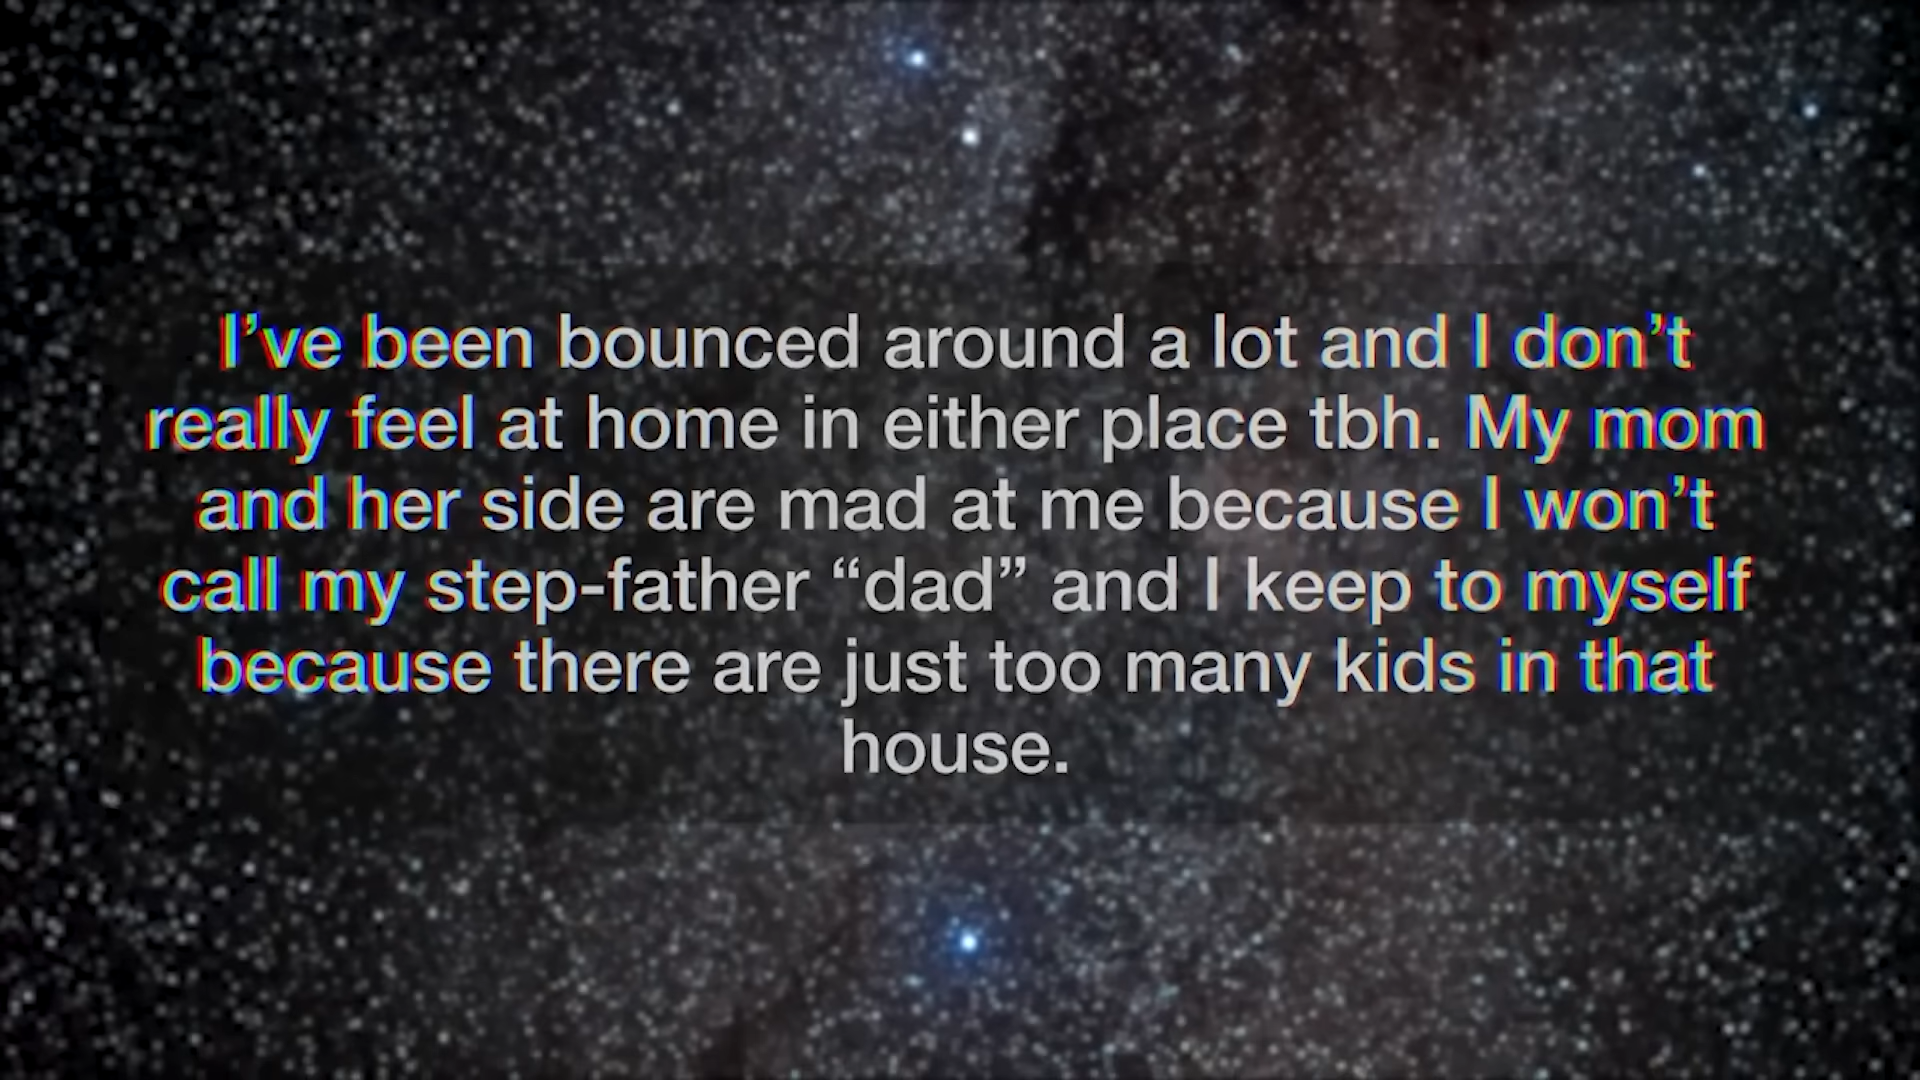 I’ve been bounced around a lot and I don’t
really feel at home in either place tbh. My mom
and her side are mad at me because I won’t
call my step-father “dad” and I keep to myself
because there are just too many kids in that
house.